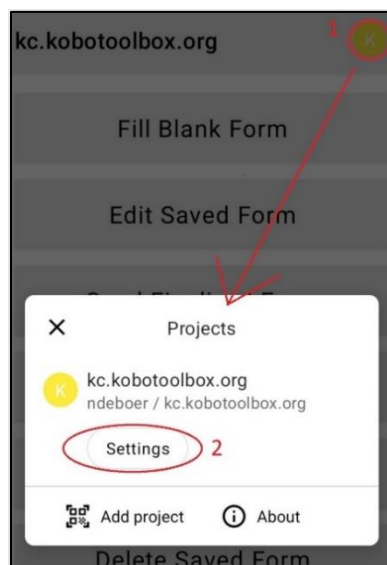 kc.kobotoolbox.org
1
K
Fill Blank Form
Edit Saved Form
Projects
K
kc.kobotoolbox.org
ndeboer / kc.kobotoolbox.org
Settings 2
Add project About
Delete Saved Form